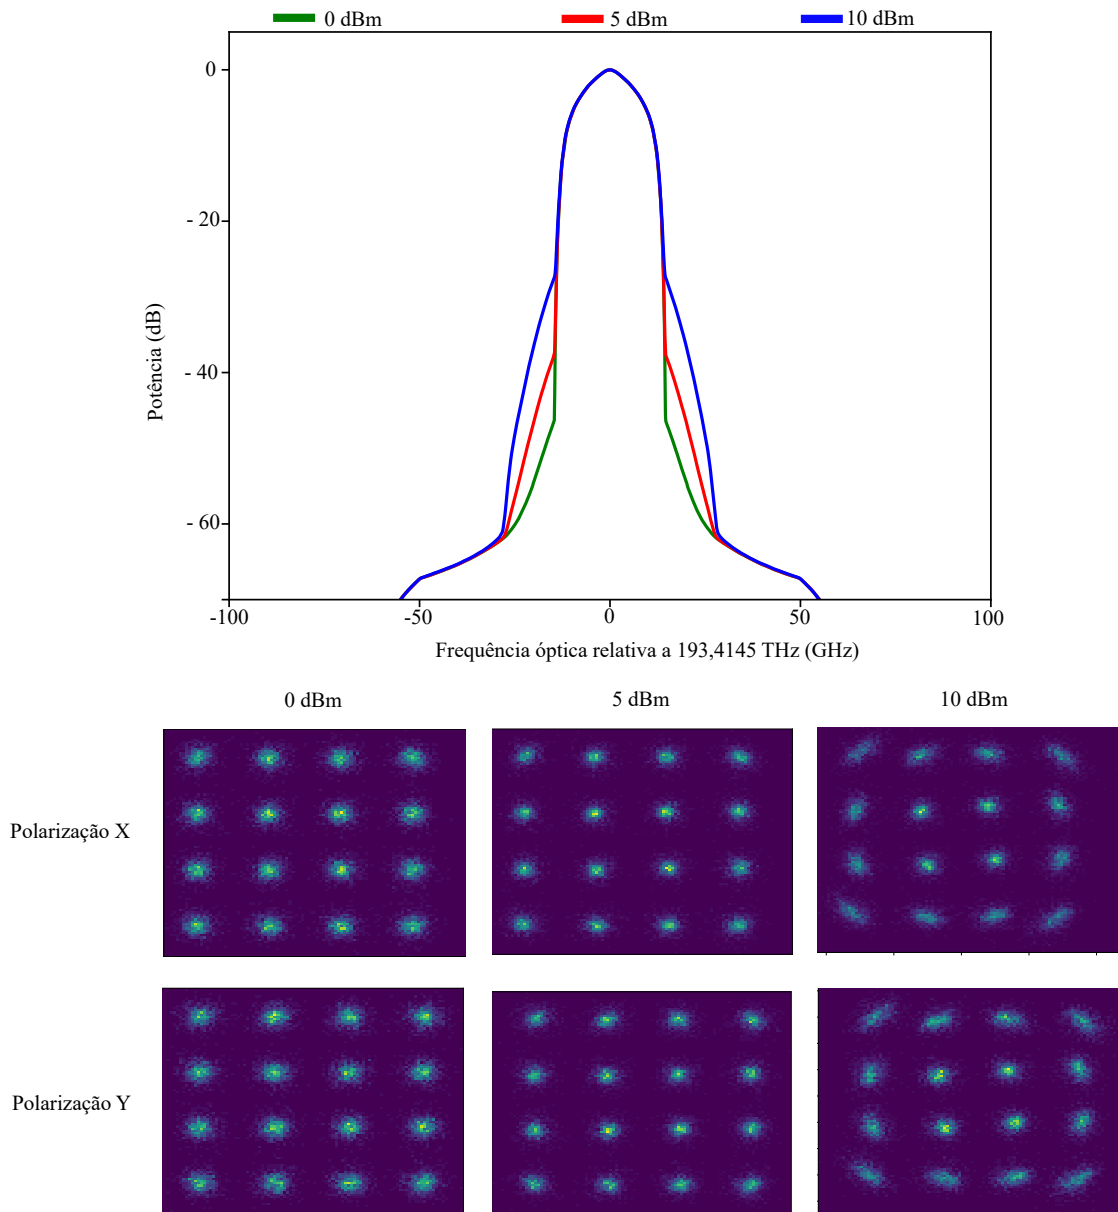 0 dBm 5 dBm 10 dBm
0
- 20
- 40
- 60
Potência (dB)
-100 -50 0 50 100
Frequência óptica relativa a 193,4145 THz (GHz)
0 dBm 5 dBm 10 dBm
Polarização X
Polarização Y